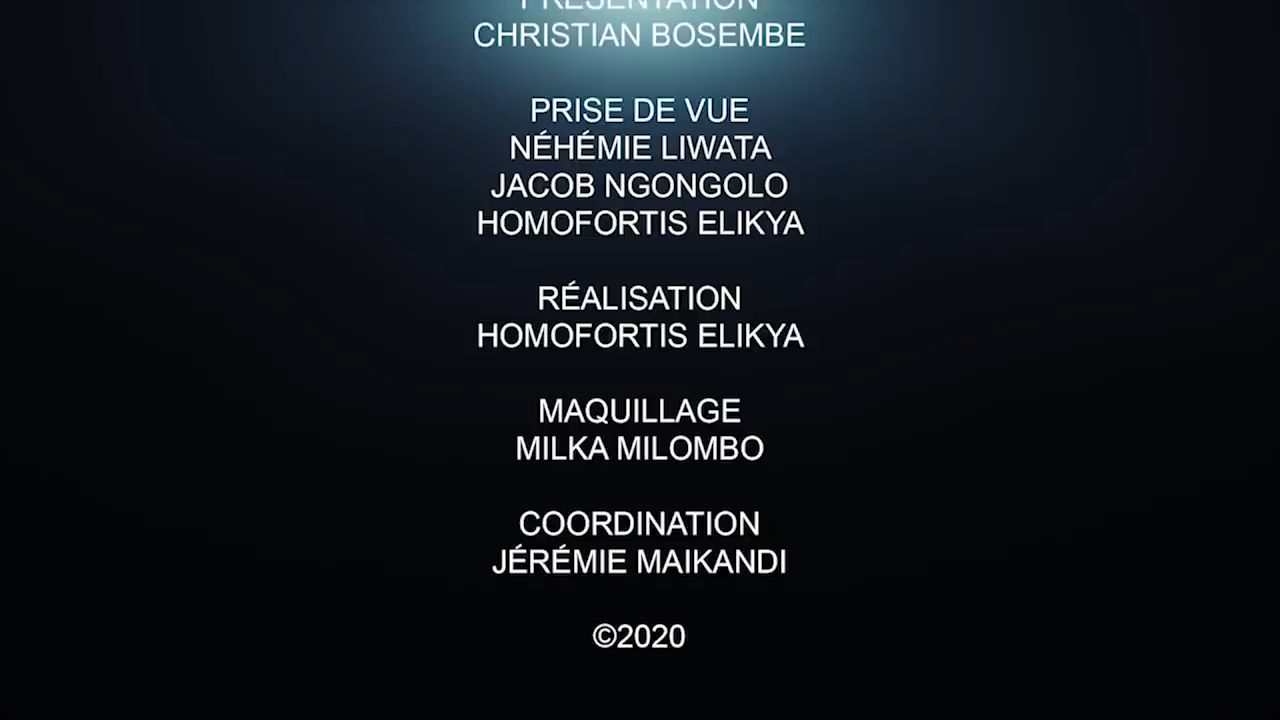 PRÉSENTATION
CHRISTIAN BOSEMBE
PRISE DE VUE
NÉHÉMIE LIWATA
JACOB NGONGOLO
HOMOFORTIS ELIKYA
RÉALISATION
HOMOFORTIS ELIKYA
MAQUILLAGE
MILKA MILOMBO
COORDINATION
JÉRÉMIE MAIKANDI
©2020